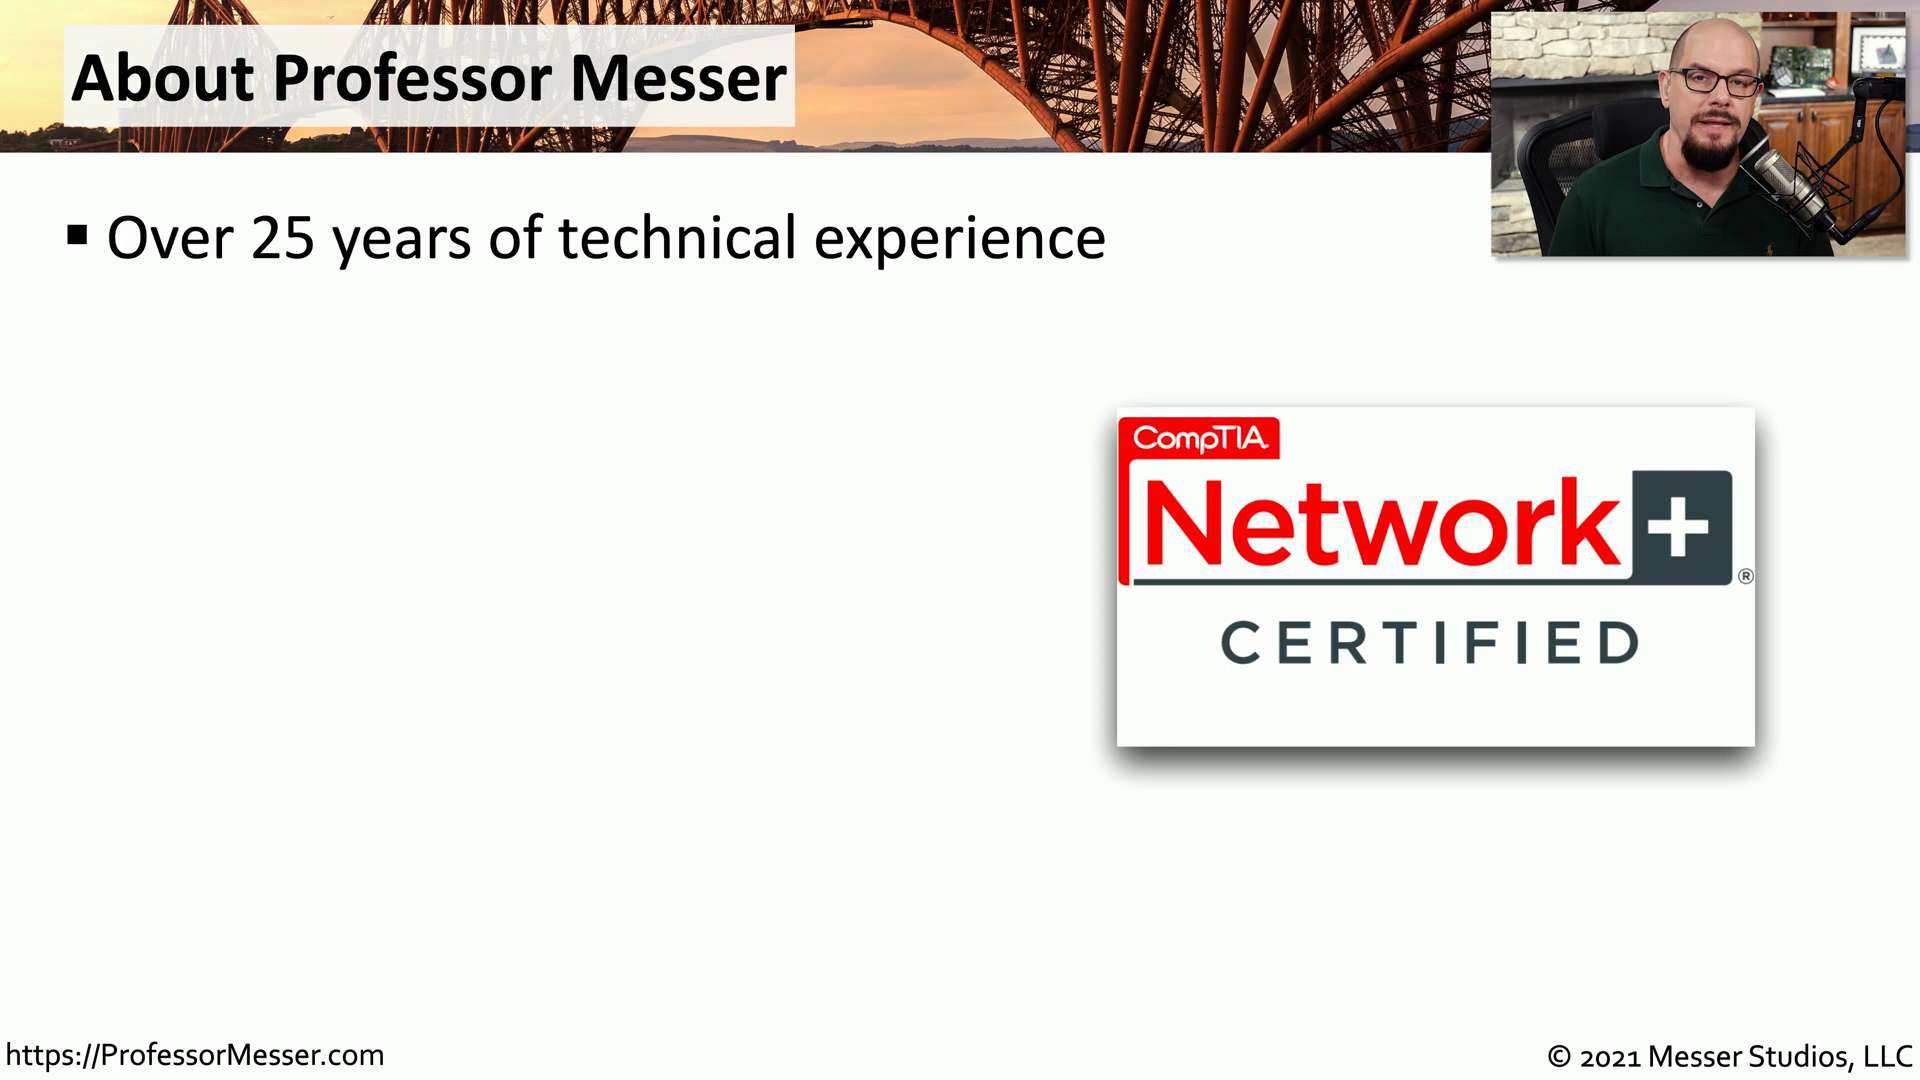 About Professor Messer
▪ Over 25 years of technical experience
CompTIA.
Network+®
CERTIFIED
https://ProfessorMesser.com
© 2021 Messer Studios, LLC